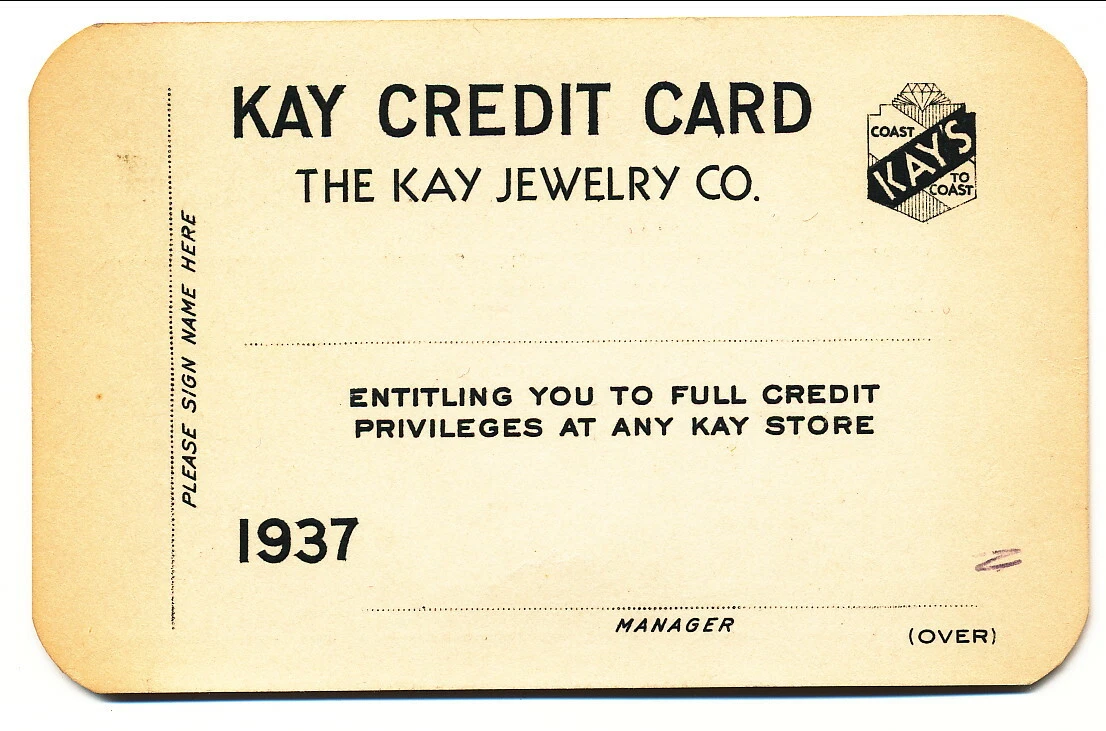 KAY CREDIT CARD
THE KAY JEWELRY CO.
COAST
KAY'S
TO
COAST
PLEASE SIGN NAME HERE
ENTITLING YOU TO FULL CREDIT
PRIVILEGES AT ANY KAY STORE
1937
MANAGER
(OVER)